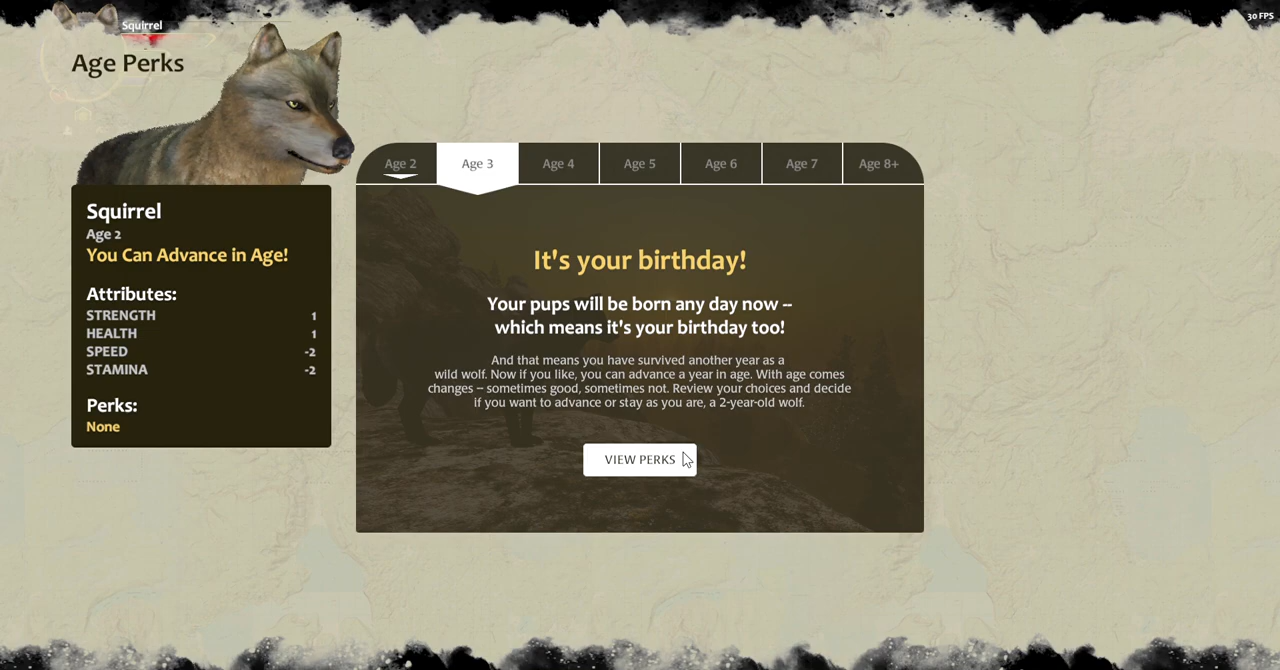 Squirrel
30 FPS
Age Perks
Age 2
Age 3
Age 4
Age 5
Age 6
Age 7
Age 8+
Squirrel
Age 2
You Can Advance in Age!
Attributes:
STRENGTH 1
HEALTH 1
SPEED -2
STAMINA -2
Perks:
None
It's your birthday!
Your pups will be born any day now --
which means it's your birthday too!
And that means you have survived another year as a
wild wolf. Now if you like, you can advance a year in age. With age comes
changes – sometimes good, sometimes not. Review your choices and decide
if you want to advance or stay as you are, a 2-year-old wolf.
VIEW PERKS